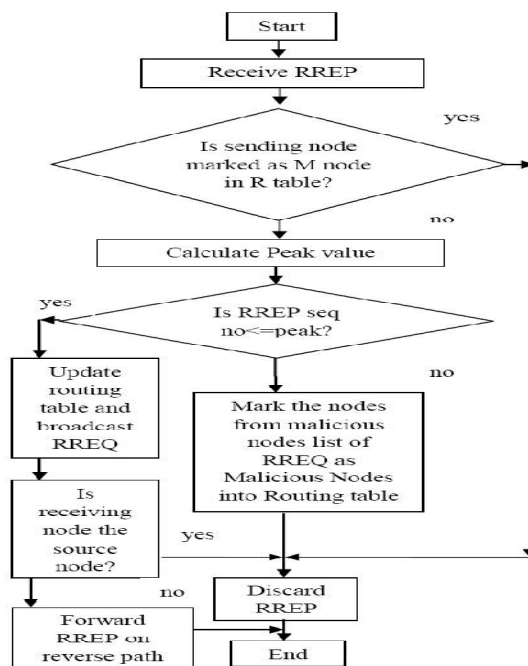 Start
Receive RREP
yes
Is sending node
marked as M node
in R table?
no
Calculate Peak value
yes
Is RREP seq
no<=peak?
no
Update
routing
table and
broadcast
RREQ
Mark the nodes
from malicious
nodes list of
RREQ as
Malicious Nodes
into Routing table
Is
receiving
node the
source
node?
yes
no
Discard
RREP
Forward
RREP on
reverse path
End